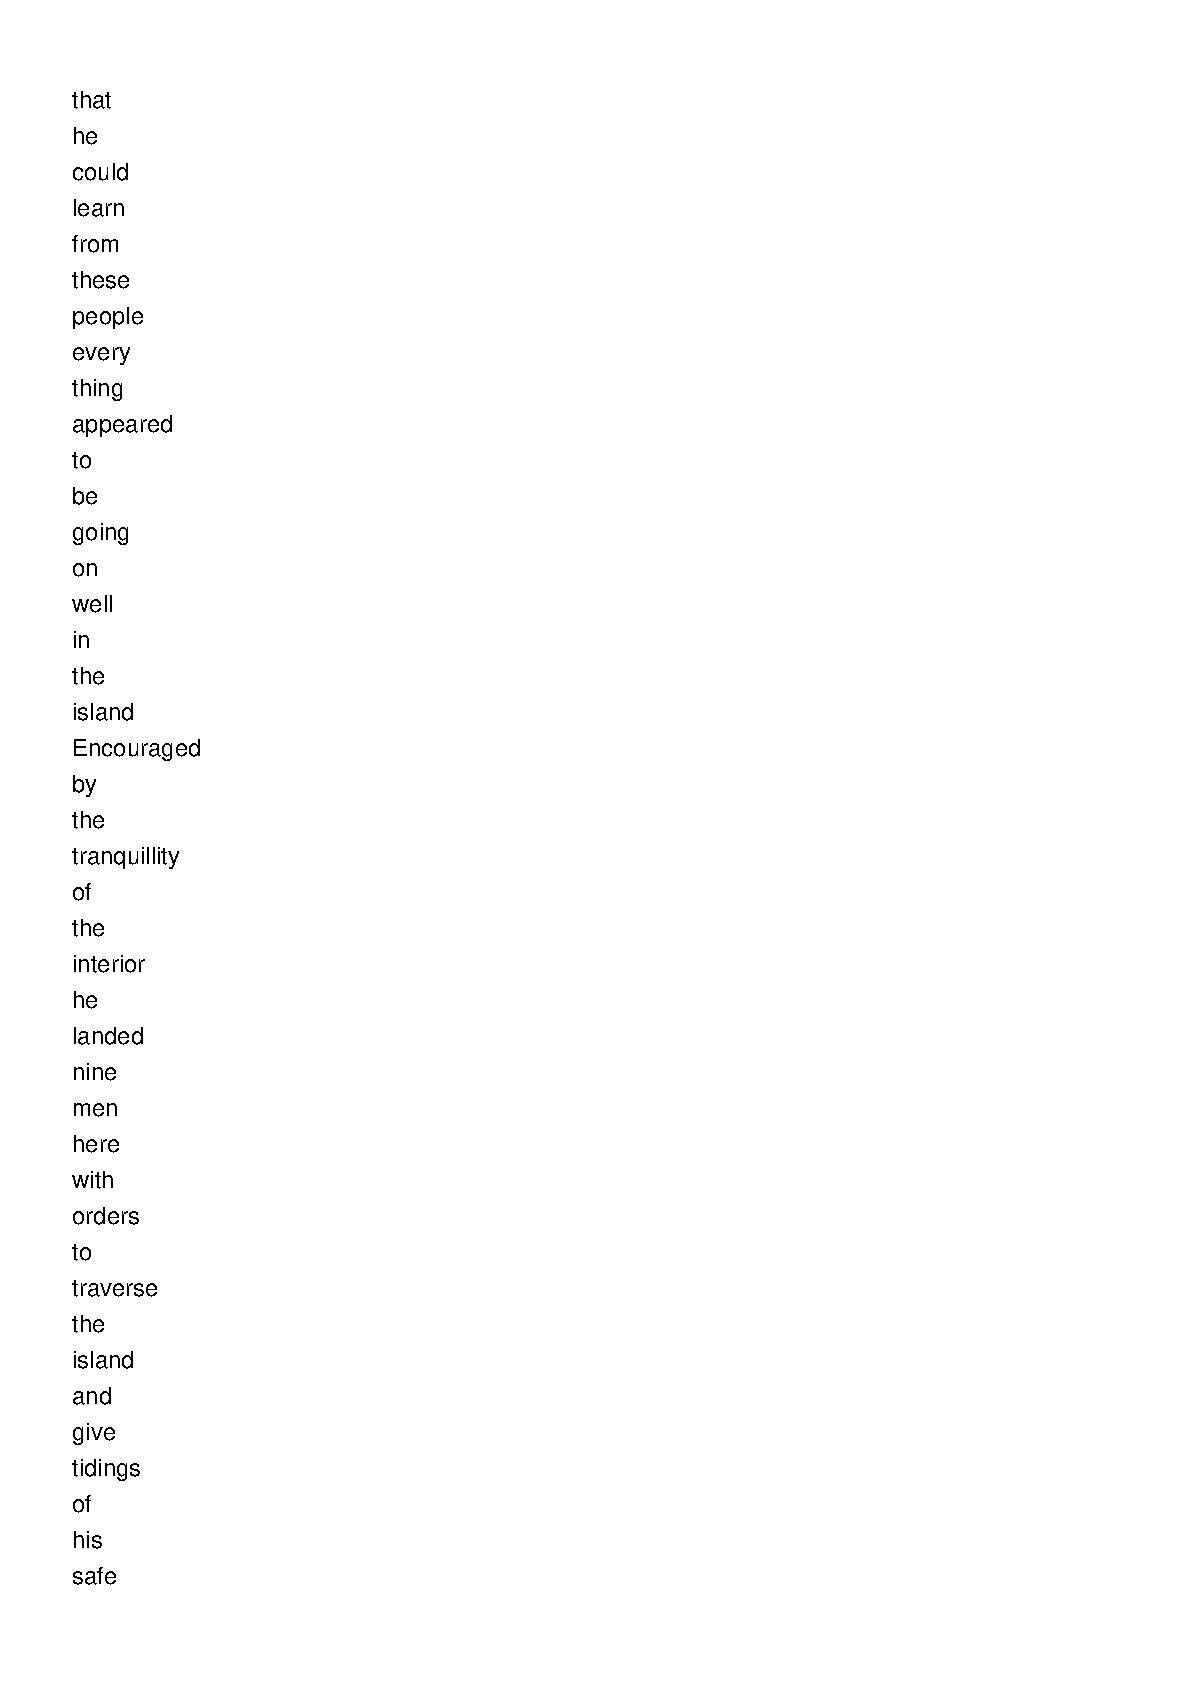 that
he
could
learn
from
these
people
every
thing
appeared
to
be
going
on
well
in
the
island
Encouraged
by
the
tranquillity
of
the
interior
he
landed
nine
men
here
with
orders
to
traverse
the
island
and
give
tidings
of
his
safe